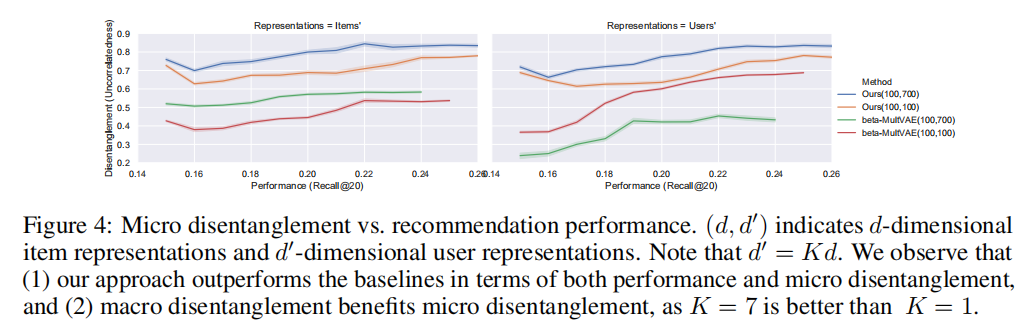 Representations = Items'
Representations = Users'
Disentanglement (Uncorrelatedness)
0.9
0.8
0.7
0.6
0.5
0.4
0.3
0.2
0.14 0.16 0.18 0.20 0.22 0.24 0.26
0.14 0.16 0.18 0.20 0.22 0.24 0.26
Performance (Recall@20)
Performance (Recall@20)
Method
Ours(100,700)
Ours(100,100)
beta-MultVAE(100,700)
beta-MultVAE(100,100)
Figure 4: Micro disentanglement vs. recommendation performance. (d, d′) indicates d-dimensional
item representations and d′-dimensional user representations. Note that d′ = Kd. We observe that
(1) our approach outperforms the baselines in terms of both performance and micro disentanglement,
and (2) macro disentanglement benefits micro disentanglement, as K = 7 is better than K = 1.